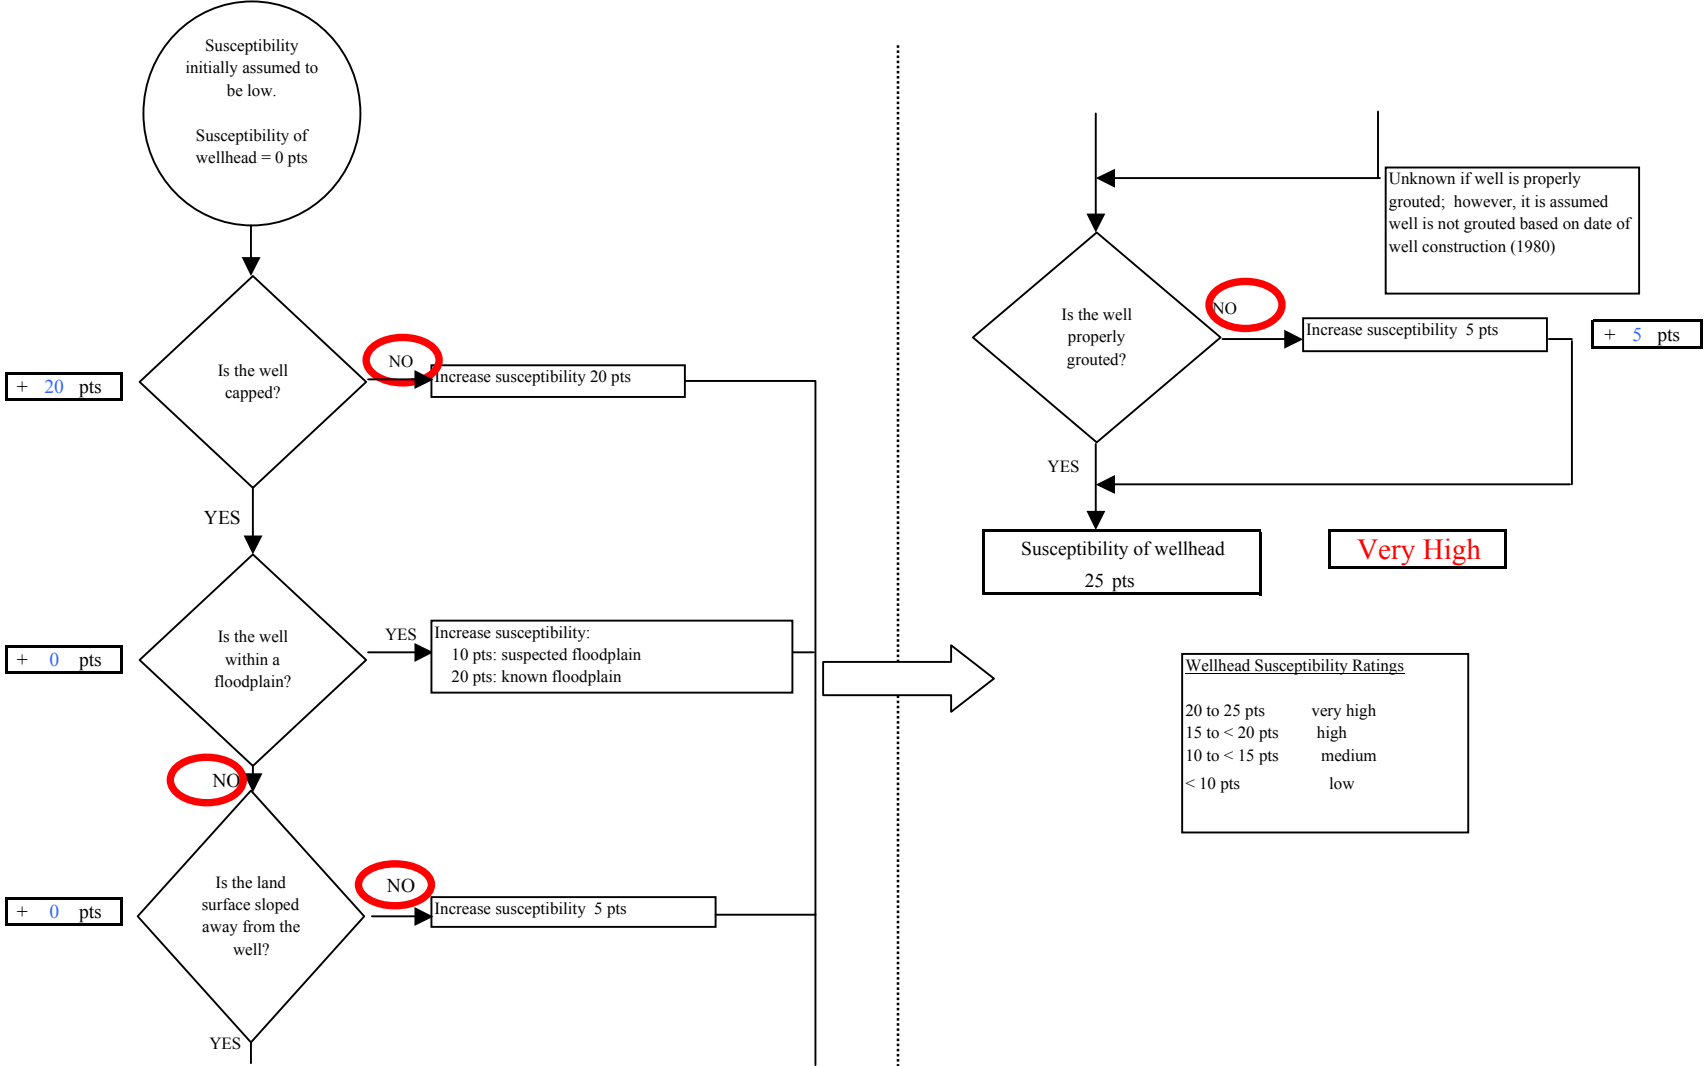 Susceptibility
initially assumed to
be low.
Susceptibility of
wellhead = 0 pts
Is the well
capped?
NO
Increase susceptibility 20 pts
+ 20 pts
YES
Is the well
within a
floodplain?
YES
Increase susceptibility:
10 pts: suspected floodplain
20 pts: known floodplain
+ 0 pts
NO
Is the land
surface sloped
away from the
well?
NO
Increase susceptibility 5 pts
+ 0 pts
YES
Unknown if well is properly
grouted; however, it is assumed
well is not grouted based on date of
well construction (1980)
Is the well
properly
grouted?
NO
Increase susceptibility 5 pts
+ 5 pts
YES
Susceptibility of wellhead
25 pts
Very High
Wellhead Susceptibility Ratings
20 to 25 pts very high
15 to < 20 pts high
10 to < 15 pts medium
< 10 pts low